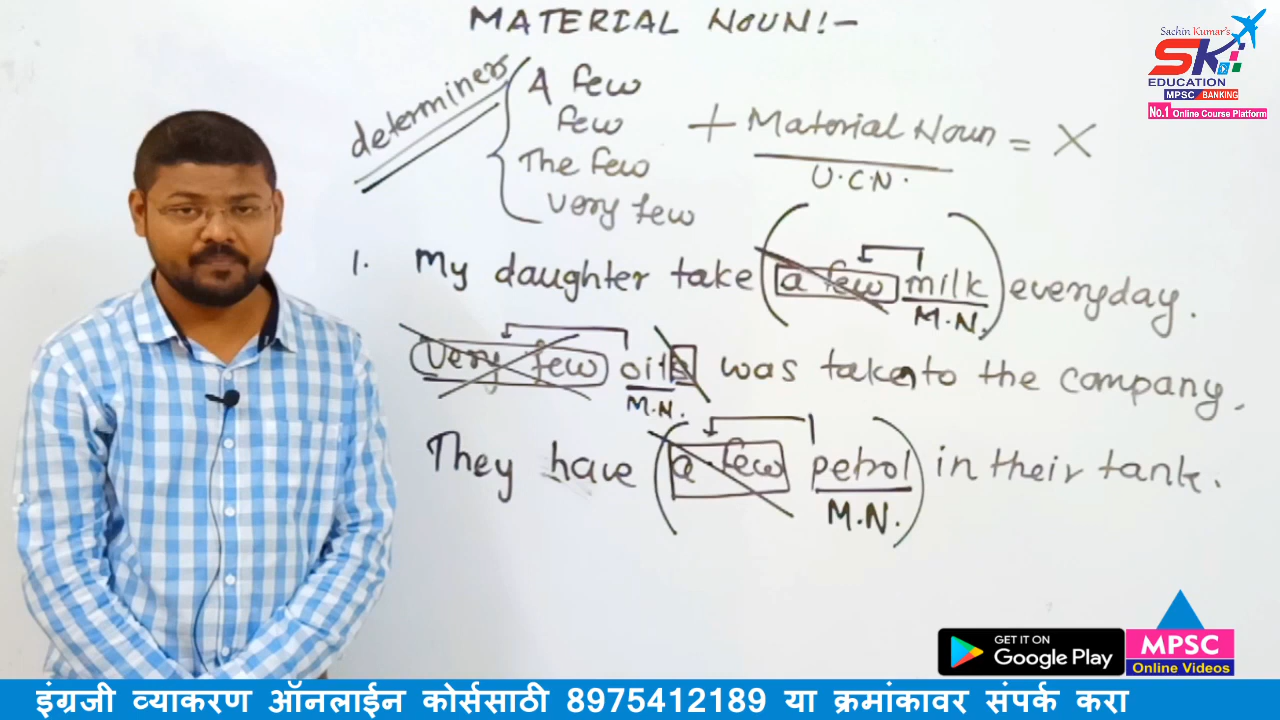 MATERIAL NOUN!-
Sachin Kumar's
SK
EDUCATION
MPSC BANKING
No.1 Online Course Platform
determiners
A few
few
The few
very few
+ Material Noun = X
U.C.N.
1. My daughter take (a few milk) everyday.
M.N.
very few oils was taken to the company.
M.N.
They have (a few petrol) in their tank.
M.N.
GET IT ON
Google Play
MPSC
Online Videos
इंग्रजी व्याकरण ऑनलाईन कोर्ससाठी 8975412189 या क्रमांकावर संपर्क करा